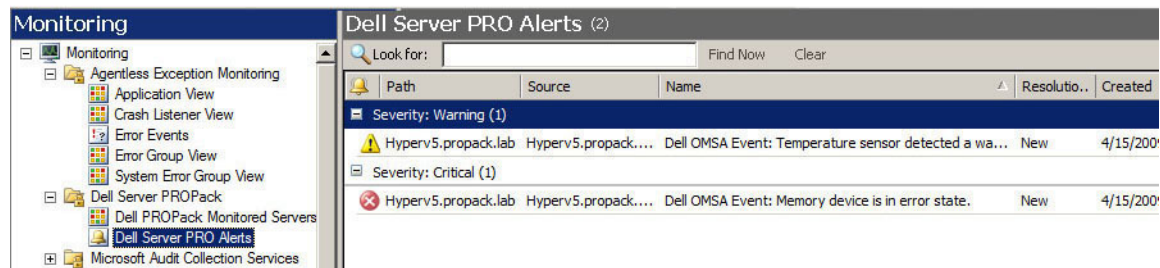 Monitoring
Monitoring
Agentless Exception Monitoring
Application View
Crash Listener View
Error Events
Error Group View
System Error Group View
Dell Server PROPack
Dell PROPack Monitored Servers
Dell Server PRO Alerts
Microsoft Audit Collection Services
Dell Server PRO Alerts (2)
Look for: Find Now Clear
Path Source Name Resolutio.. Created
Severity: Warning (1)
Hyperv5.propack.lab Hyperv5.propack.... Dell OMSA Event: Temperature sensor detected a wa... New 4/15/2009
Severity: Critical (1)
Hyperv5.propack.lab Hyperv5.propack.... Dell OMSA Event: Memory device is in error state. New 4/15/2009